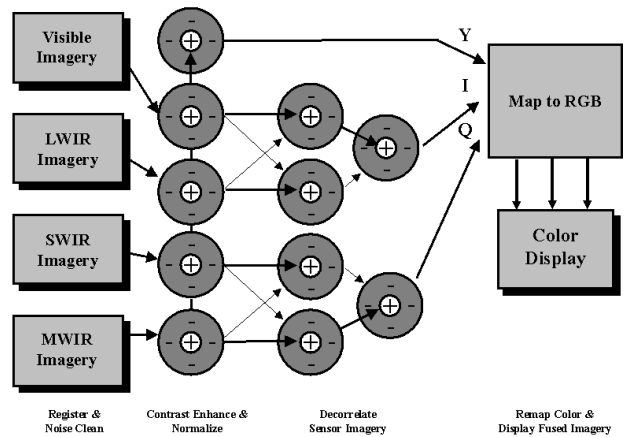 Visible
Imagery
LWIR
Imagery
SWIR
Imagery
MWIR
Imagery
Y
I
Q
Map to RGB
Color
Display
Register &
Noise Clean
Contrast Enhance &
Normalize
Decorrelate
Sensor Imagery
Remap Color &
Display Fused Imagery